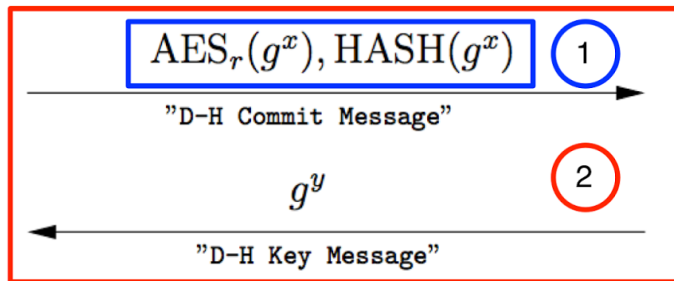 AES_r(g^x), HASH(g^x) 1
"D-H Commit Message"
g^y 2
"D-H Key Message"